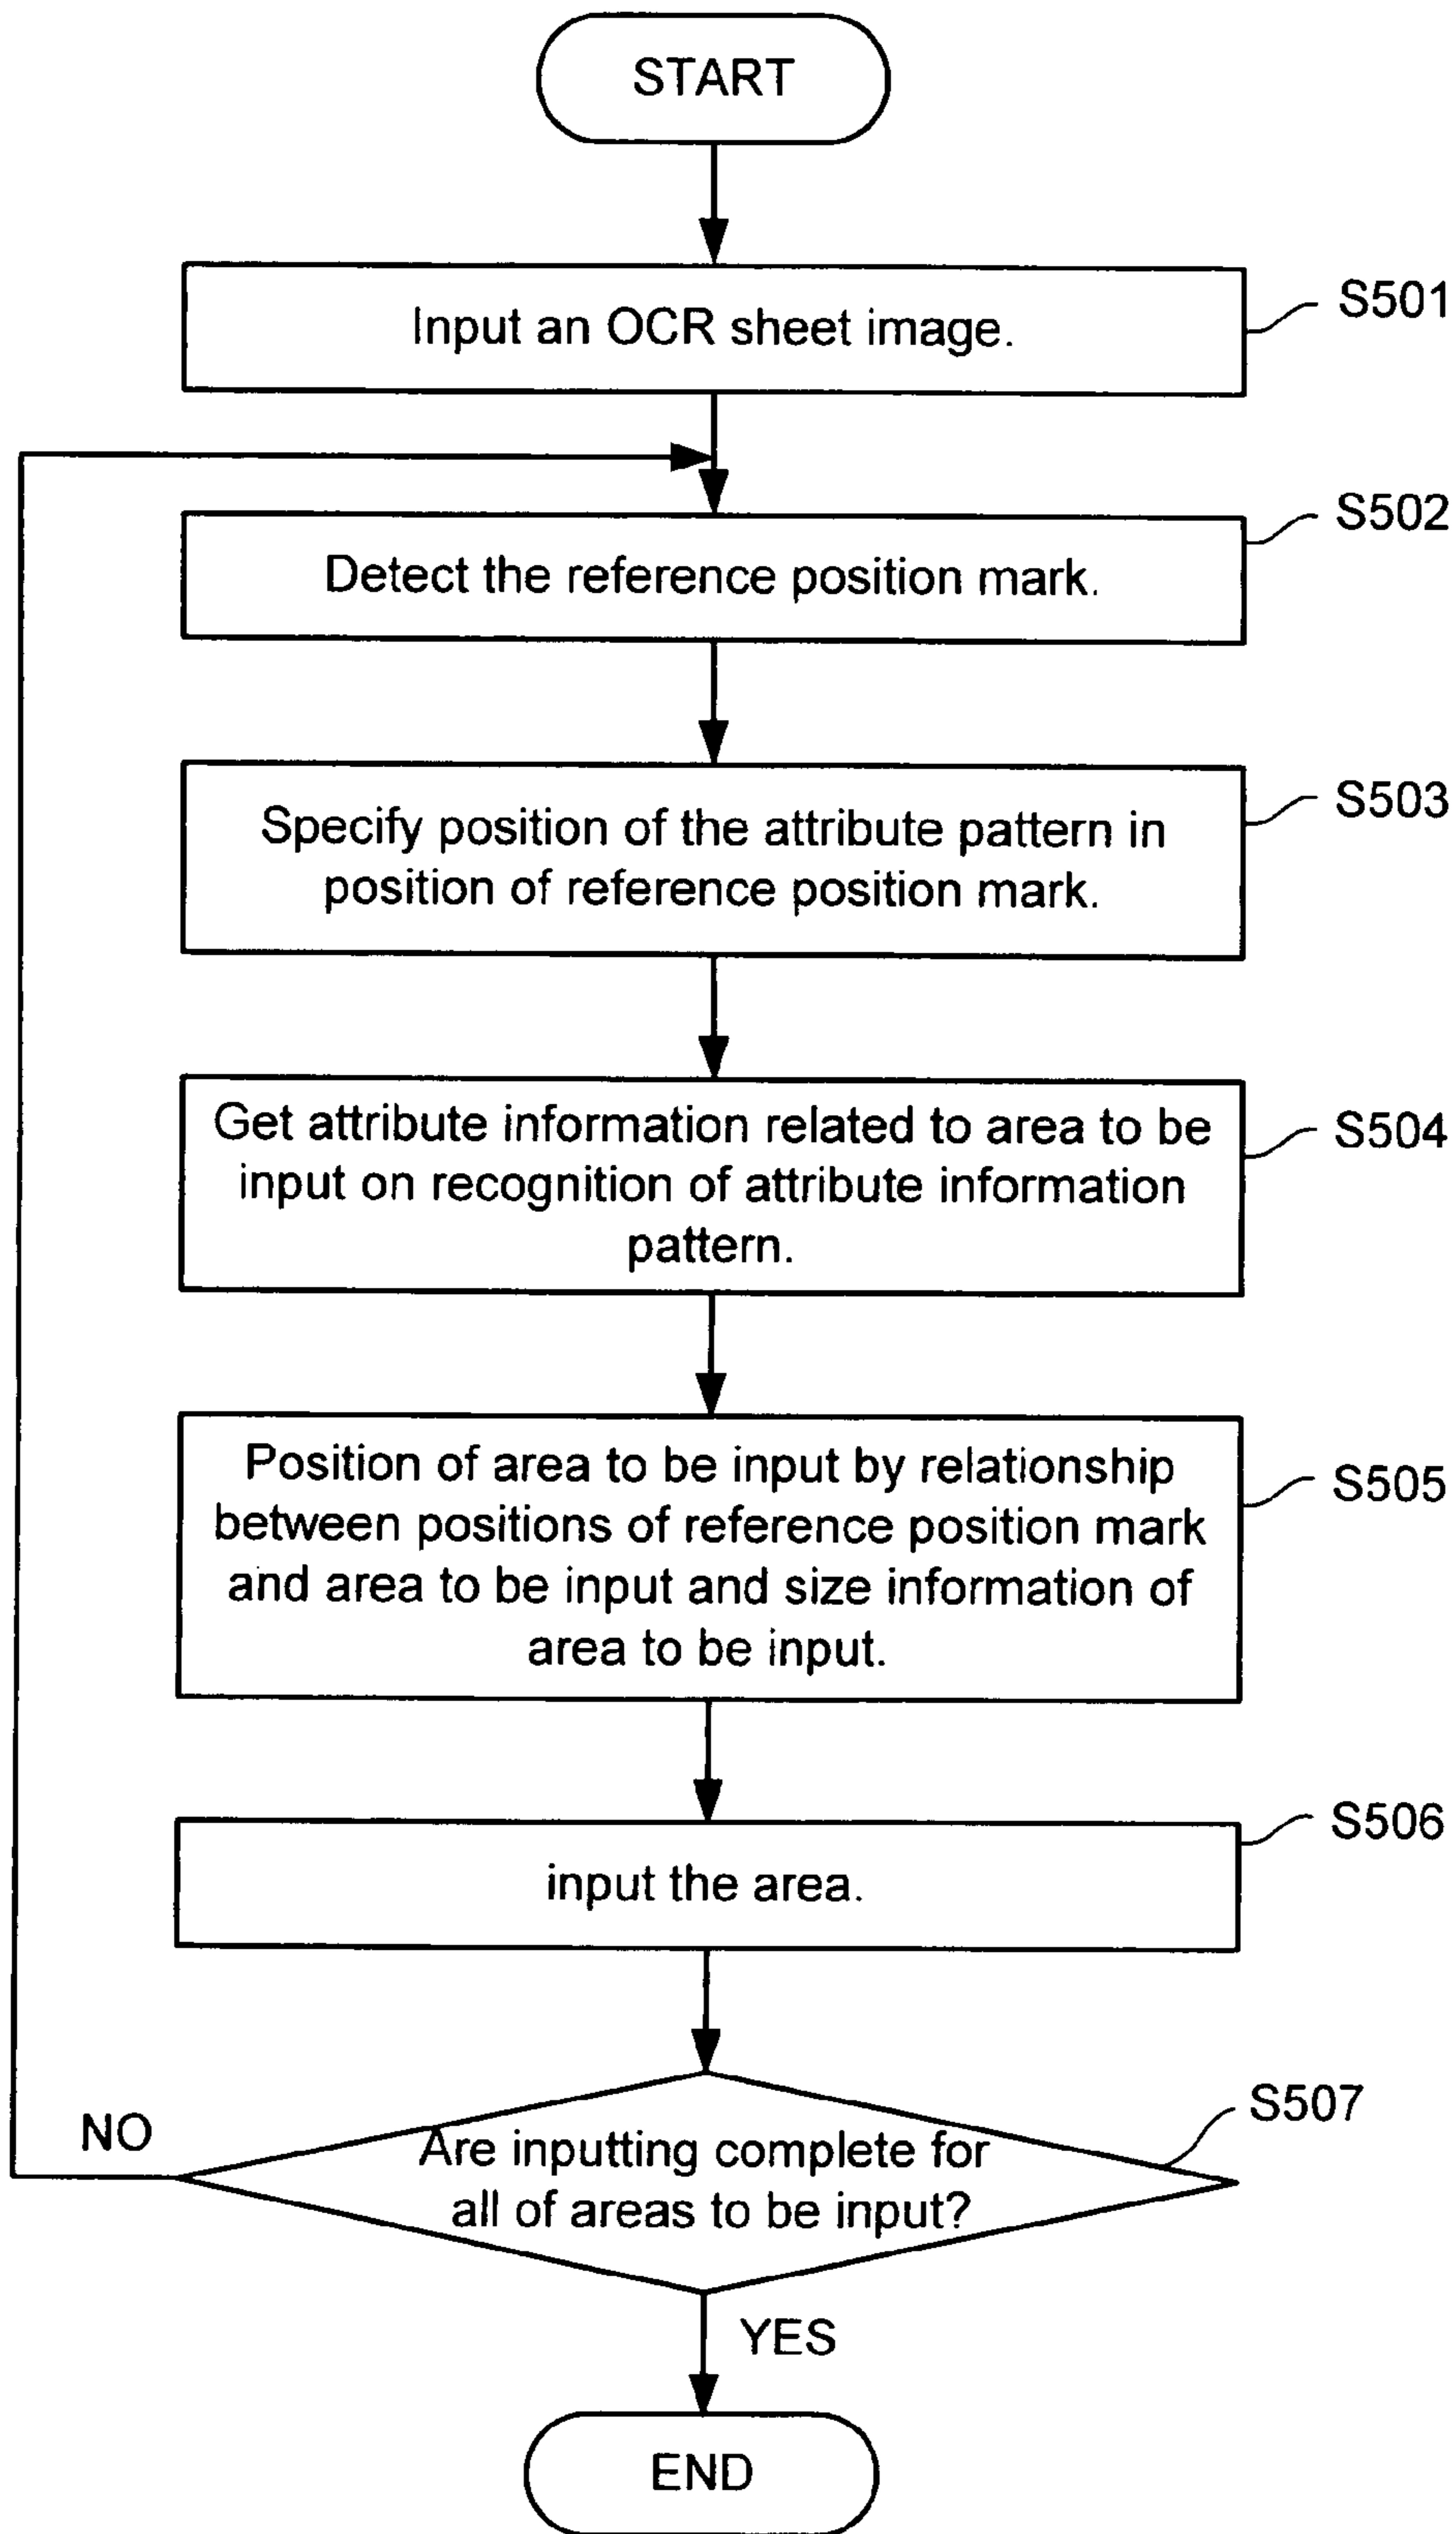 START
Input an OCR sheet image.
S501
Detect the reference position mark.
S502
Specify position of the attribute pattern in
position of reference position mark.
S503
Get attribute information related to area to be
input on recognition of attribute information
pattern.
S504
Position of area to be input by relationship
between positions of reference position mark
and area to be input and size information of
area to be input.
S505
input the area.
S506
Are inputting complete for
all of areas to be input?
S507
NO
YES
END